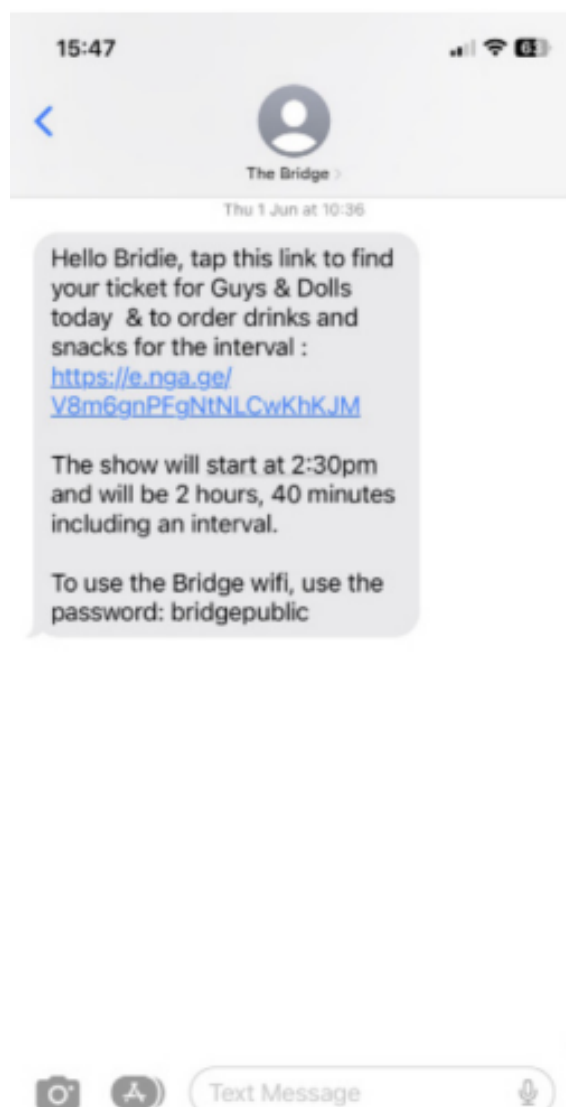 15:47
63
The Bridge
Thu 1 Jun at 10:36
Hello Bridie, tap this link to find
your ticket for Guys & Dolls
today & to order drinks and
snacks for the interval :
https://e.nga.ge/
V8m6gnPFgNtNLCwKhKJM
The show will start at 2:30pm
and will be 2 hours, 40 minutes
including an interval.
To use the Bridge wifi, use the
password: bridgepublic
Text Message